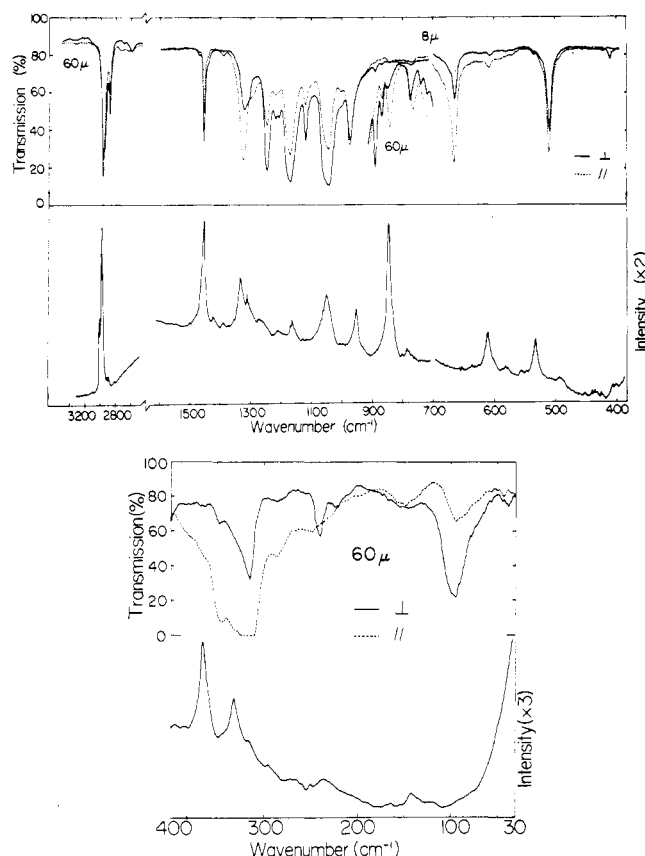 100
80
60
40
20
0
Transmission (%)
60μ
8μ
60μ
⊥
//
Intensity (×2)
3200 2800 1500 1300 1100 900 700 600 500 400
Wavenumber (cm⁻¹)
100
80
60
40
20
0
Transmission(%)
60μ
⊥
//
Intensity(×3)
400 300 200 100 30
Wavenumber (cm⁻¹)